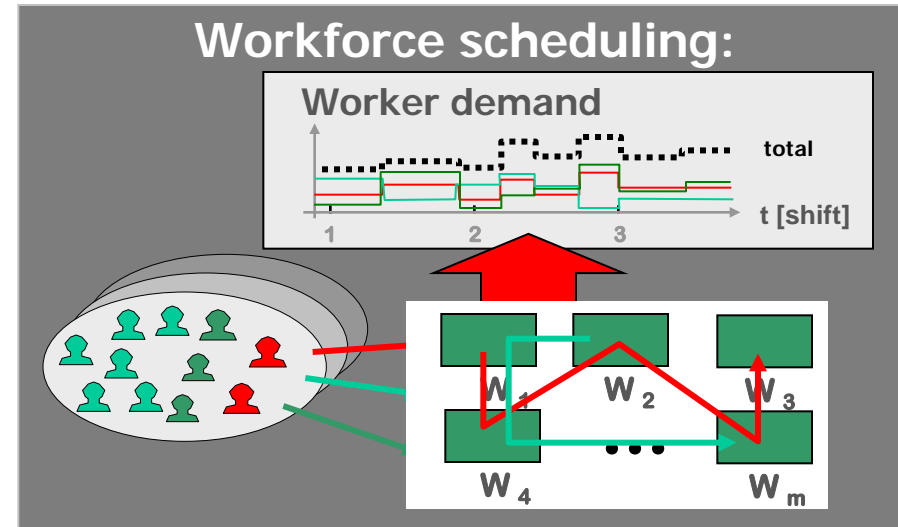 Workforce scheduling:
Worker demand
total
t [shift]
1 2 3
W 1 W 2 W 3
W 4 W m